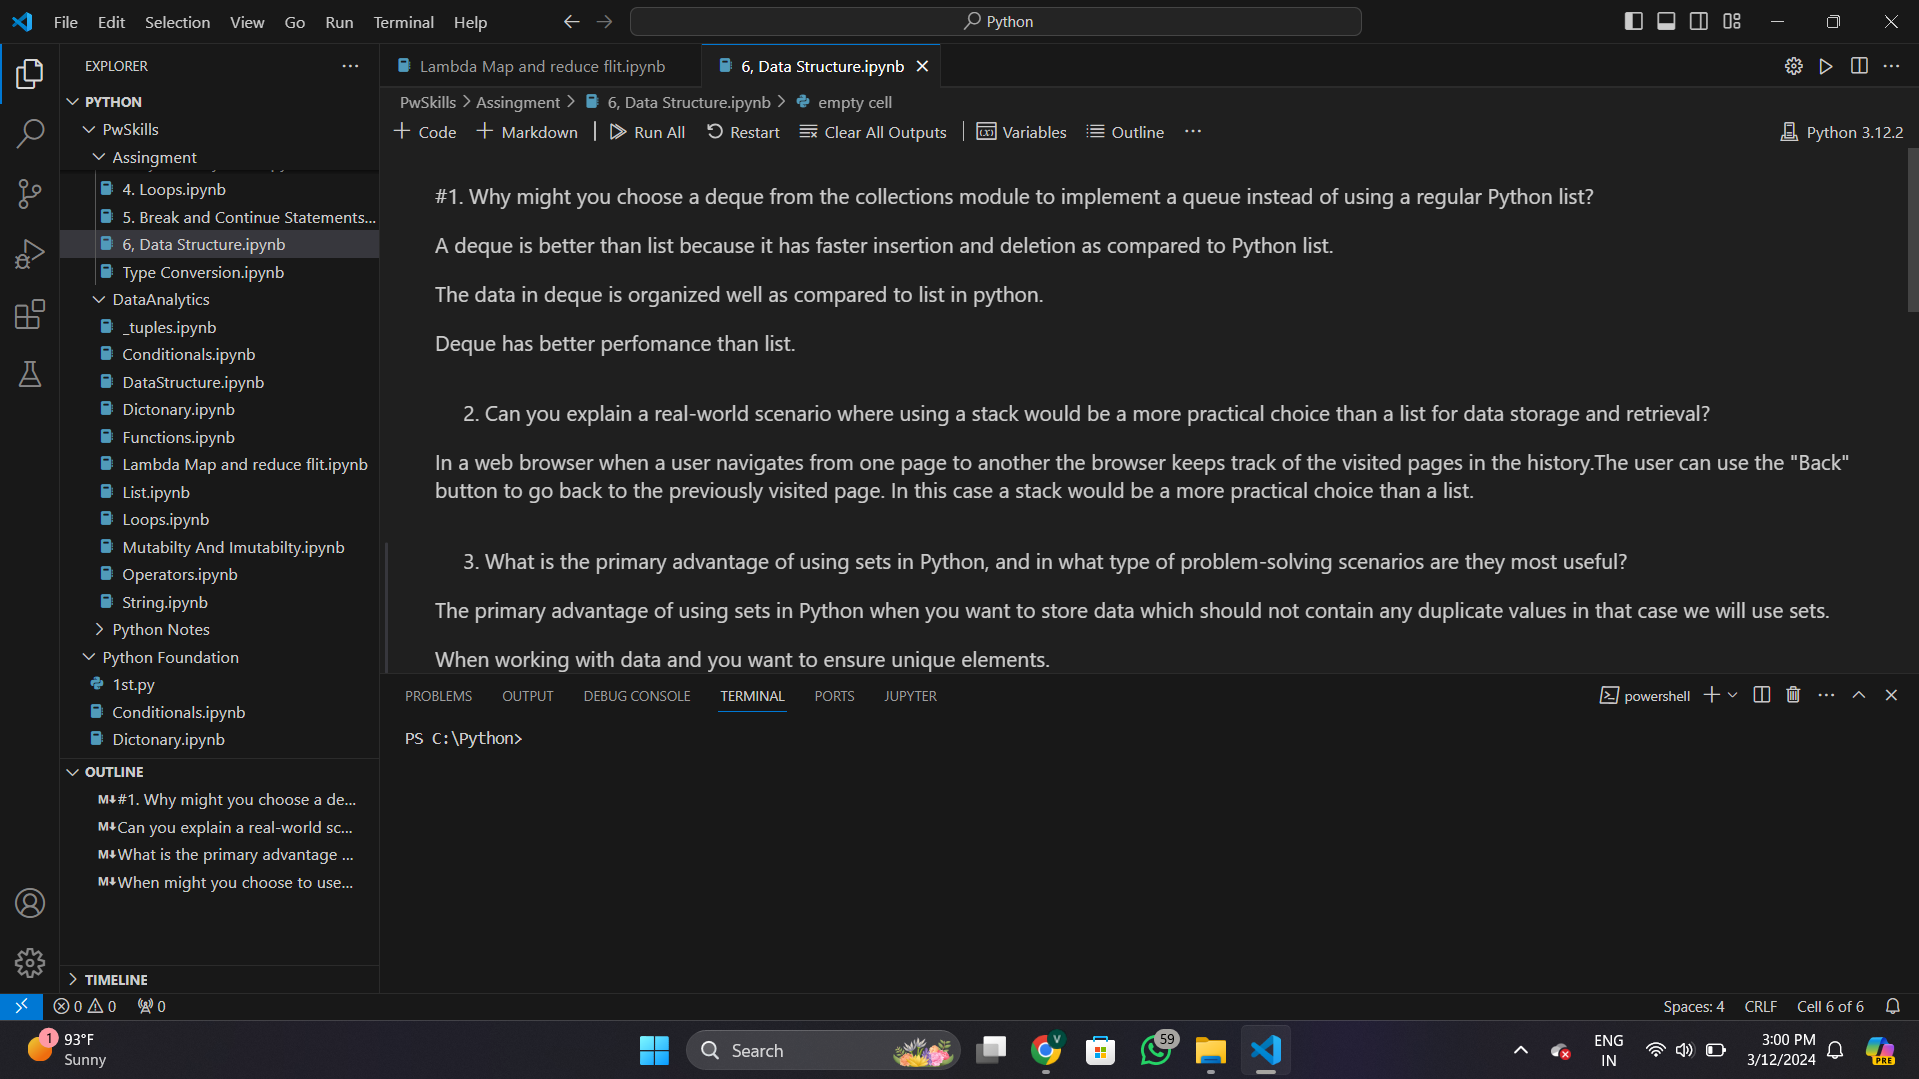 File Edit Selection View Go Run Terminal Help
Python
EXPLORER
PYTHON
PwSkills
Assingment
4. Loops.ipynb
5. Break and Continue Statements...
6, Data Structure.ipynb
Type Conversion.ipynb
DataAnalytics
_tuples.ipynb
Conditionals.ipynb
DataStructure.ipynb
Dictonary.ipynb
Functions.ipynb
Lambda Map and reduce flit.ipynb
List.ipynb
Loops.ipynb
Mutabilty And Imutabilty.ipynb
Operators.ipynb
String.ipynb
Python Notes
Python Foundation
1st.py
Conditionals.ipynb
Dictonary.ipynb
OUTLINE
M↓#1. Why might you choose a de...
M↓Can you explain a real-world sc...
M↓What is the primary advantage ...
M↓When might you choose to use...
TIMELINE
Lambda Map and reduce flit.ipynb
6, Data Structure.ipynb
PwSkills > Assingment > 6, Data Structure.ipynb > empty cell
+ Code + Markdown | Run All Restart Clear All Outputs | Variables Outline ...
Python 3.12.2
#1. Why might you choose a deque from the collections module to implement a queue instead of using a regular Python list?
A deque is better than list because it has faster insertion and deletion as compared to Python list.
The data in deque is organized well as compared to list in python.
Deque has better perfomance than list.
2. Can you explain a real-world scenario where using a stack would be a more practical choice than a list for data storage and retrieval?
In a web browser when a user navigates from one page to another the browser keeps track of the visited pages in the history.The user can use the "Back"
button to go back to the previously visited page. In this case a stack would be a more practical choice than a list.
3. What is the primary advantage of using sets in Python, and in what type of problem-solving scenarios are they most useful?
The primary advantage of using sets in Python when you want to store data which should not contain any duplicate values in that case we will use sets.
When working with data and you want to ensure unique elements.
PROBLEMS OUTPUT DEBUG CONSOLE TERMINAL PORTS JUPYTER
powershell
PS C:\Python>
0 0 0
Spaces: 4 CRLF Cell 6 of 6
1
93°F
Sunny
Search
V
59
ENG
IN
3:00 PM
3/12/2024
PRE